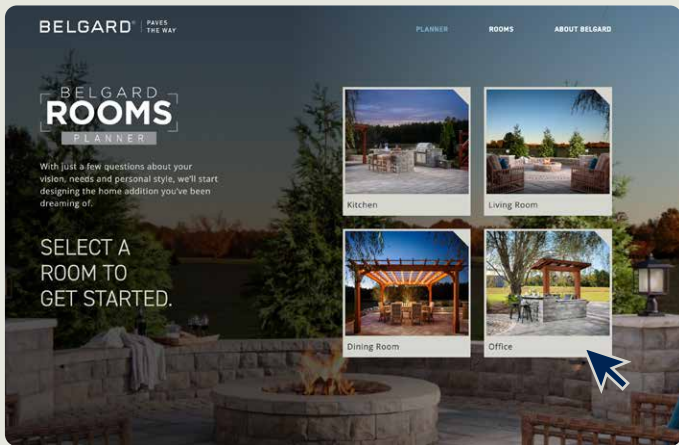 BELGARD® | PAVES THE WAY
PLANNER
ROOMS
ABOUT BELGARD
BELGARD
ROOMS
PLANNER
With just a few questions about your
vision, needs and personal style, we'll start
designing the home addition you've been
dreaming of.
SELECT A
ROOM TO
GET STARTED.
Kitchen
Living Room
Dining Room
Office